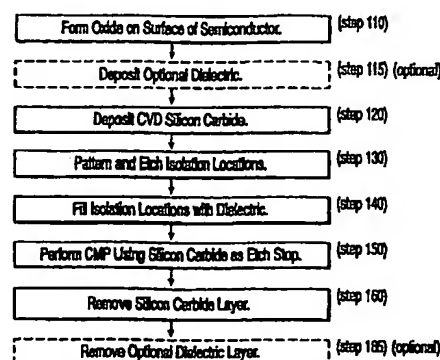 Form Oxide on Surface of Semiconductor. (step 110)
Deposit Optional Dielectric. (step 115) (optional)
Deposit CVD Silicon Carbide. (step 120)
Pattern and Etch Isolation Locations. (step 130)
Fill Isolation Locations with Dielectric. (step 140)
Perform CMP Using Silicon Carbide as Etch Stop. (step 150)
Remove Silicon Carbide Layer. (step 160)
Remove Optional Dielectric Layer. (step 165) (optional)